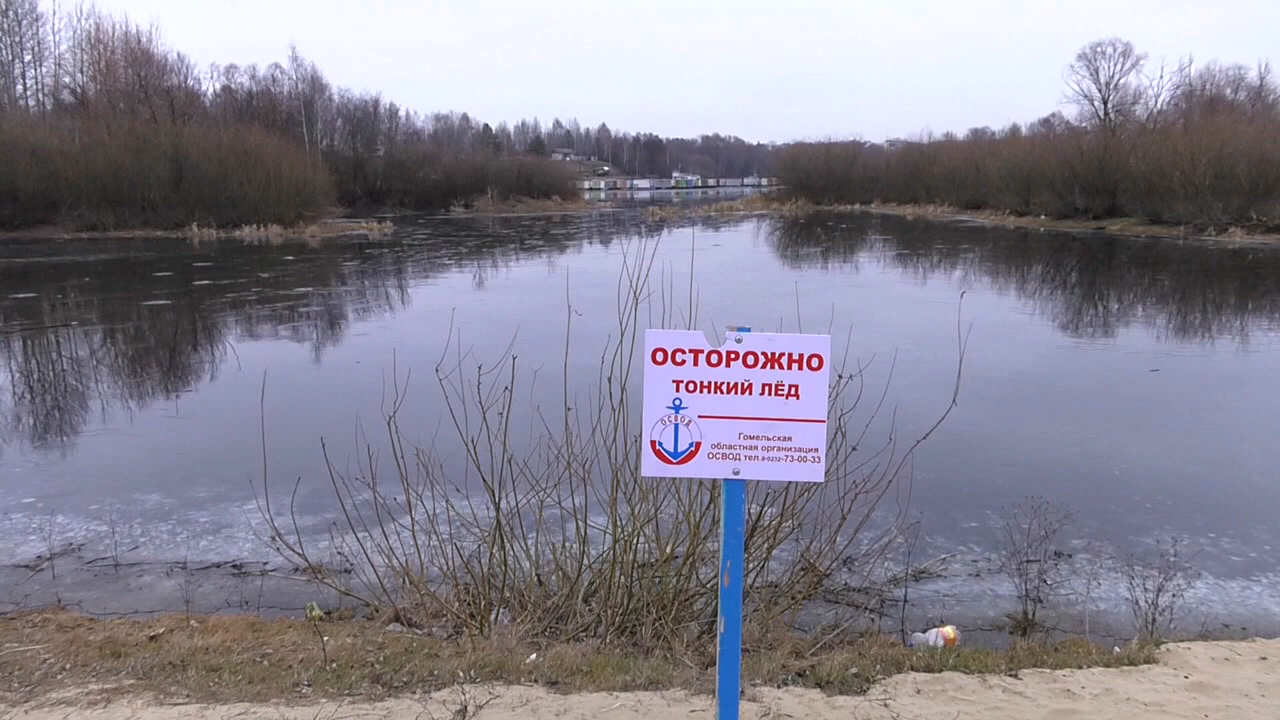 ОСТОРОЖНО
ТОНКИЙ ЛЁД
ОСВОД
Гомельская
областная организация
ОСВОД тел.8-0232-73-00-33